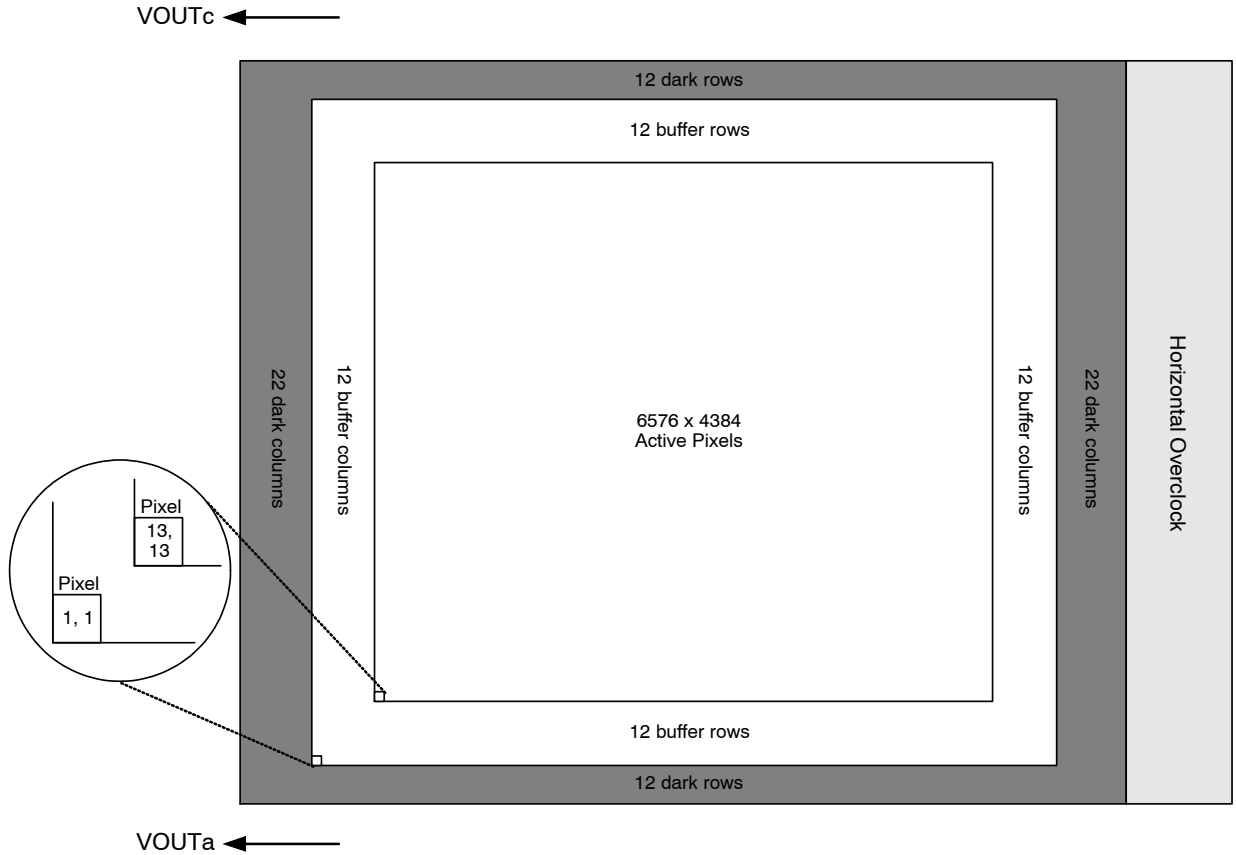 VOUTc
12 dark rows
12 buffer rows
22 dark columns
12 buffer columns
6576 x 4384
Active Pixels
12 buffer columns
22 dark columns
Horizontal Overclock
Pixel
13,
13
Pixel
1, 1
12 buffer rows
12 dark rows
VOUTa